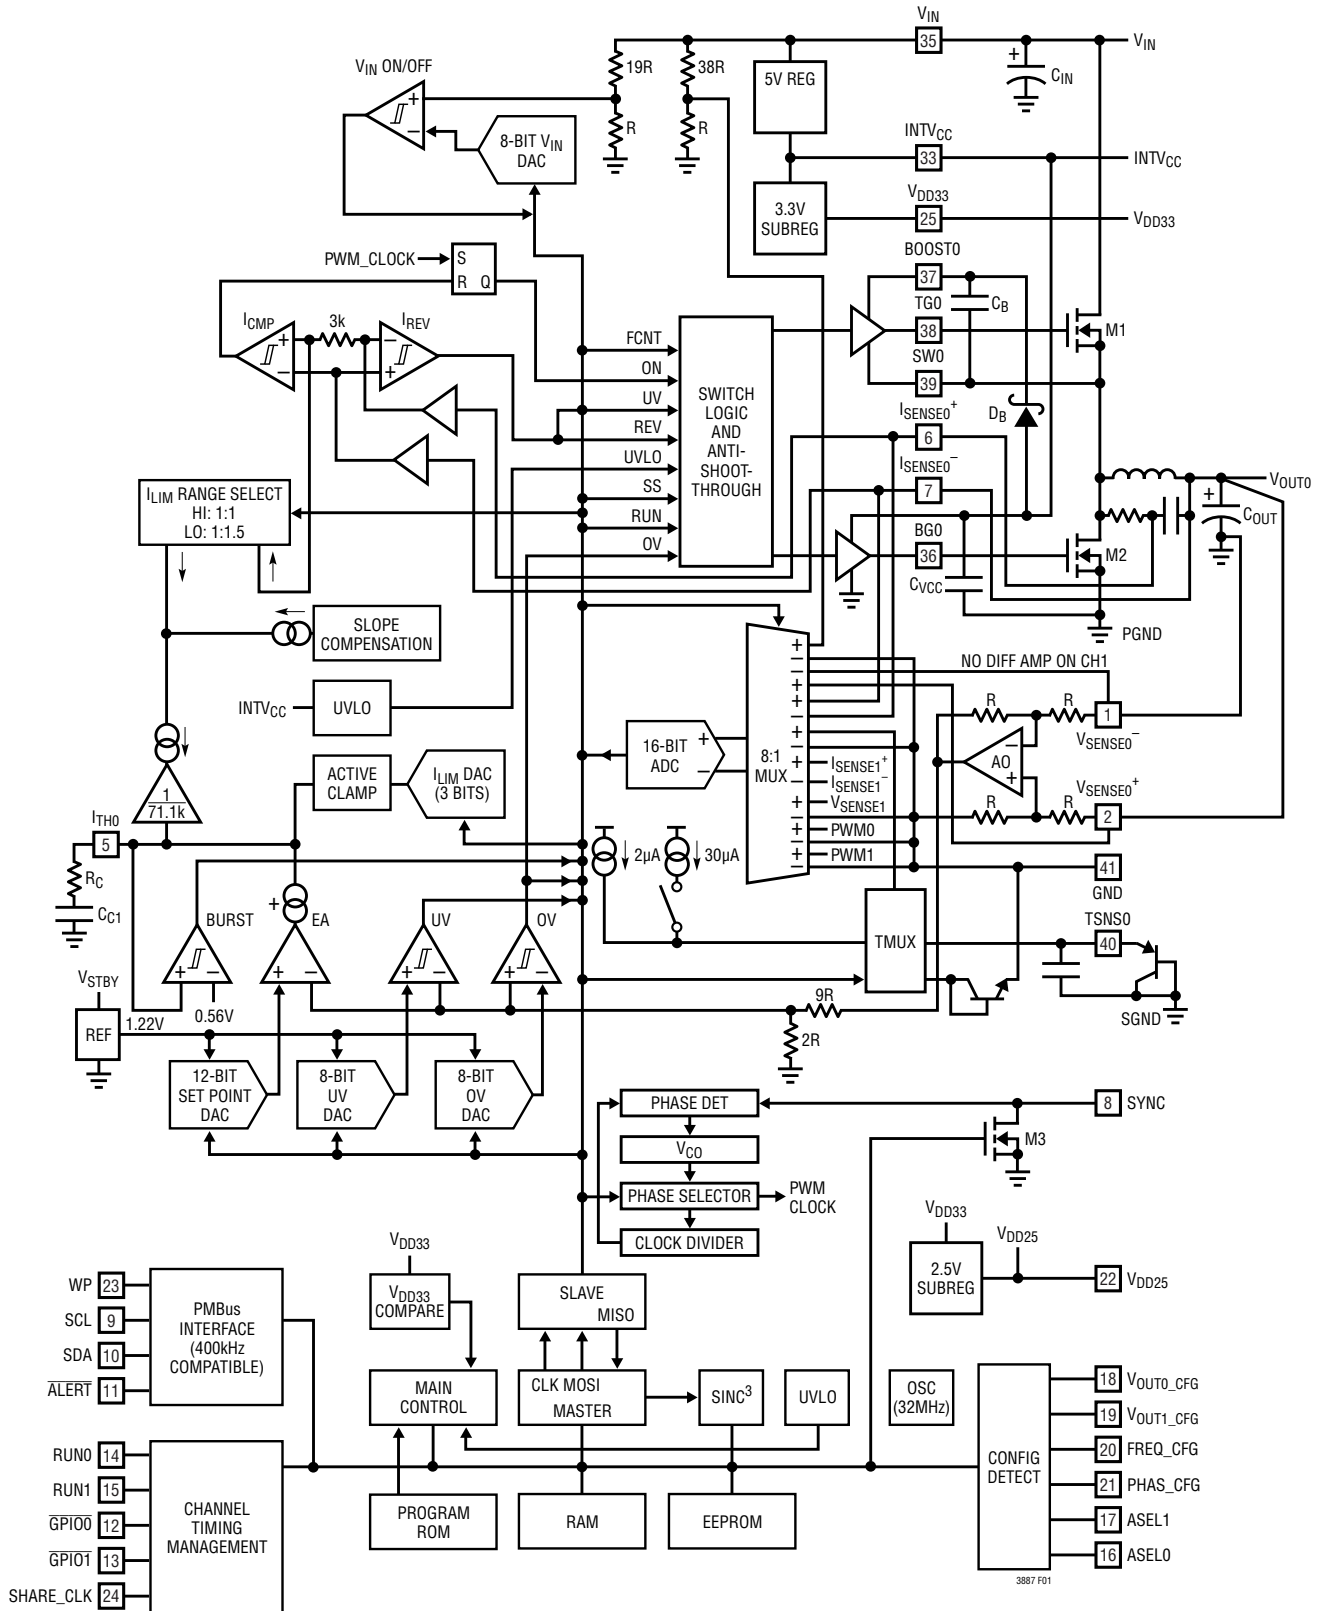 VIN
35
VIN
VIN ON/OFF
19R
38R
5V REG
+
CIN
+
−
R
R
8-BIT VIN
DAC
INTVCC
33
INTVCC
3.3V
SUBREG
VDD33
25
VDD33
PWM_CLOCK
S
R Q
BOOST0
37
TG0
CB
38
M1
SW0
39
ICMP
3k
IREV
+
−
−
+
FCNT
ON
UV
REV
UVLO
SS
RUN
OV
SWITCH
LOGIC
AND
ANTI-
SHOOT-
THROUGH
ISENSE0+
6
DB
ISENSE0−
7
VOUT0
+
COUT
BG0
36
M2
CVCC
PGND
ILIM RANGE SELECT
HI: 1:1
LO: 1:1.5
SLOPE
COMPENSATION
INTVCC
UVLO
ACTIVE
CLAMP
ILIM DAC
(3 BITS)
1
71.1k
16-BIT
ADC
+
−
8:1
MUX
+
−
−
+
+
−
+
−
+
ISENSE1+
−
ISENSE1−
+
VSENSE1
−
+
PWM0
−
+
PWM1
−
NO DIFF AMP ON CH1
R
R
1
VSENSE0−
AO
−
+
VSENSE0+
R
R
2
41
GND
ITH0
5
RC
CC1
2µA
30µA
TMUX
TSNS0
40
SGND
BURST
+
EA
UV
OV
+ −
+ −
+ −
+ −
0.56V
VSTBY
REF
1.22V
9R
2R
12-BIT
SET POINT
DAC
8-BIT
UV
DAC
8-BIT
OV
DAC
PHASE DET
VCO
PHASE SELECTOR
PWM
CLOCK
CLOCK DIVIDER
8
SYNC
M3
VDD33
VDD25
2.5V
SUBREG
22
VDD25
WP
23
SCL
9
SDA
10
ALERT
11
PMBus
INTERFACE
(400kHz
COMPATIBLE)
VDD33
VDD33
COMPARE
SLAVE
MISO
MAIN
CONTROL
CLK MOSI
MASTER
SINC3
UVLO
OSC
(32MHz)
PROGRAM
ROM
RAM
EEPROM
RUN0
14
RUN1
15
GPIO0
12
GPIO1
13
SHARE_CLK
24
CHANNEL
TIMING
MANAGEMENT
CONFIG
DETECT
18
VOUT0_CFG
19
VOUT1_CFG
20
FREQ_CFG
21
PHAS_CFG
17
ASEL1
16
ASEL0
3887 F01